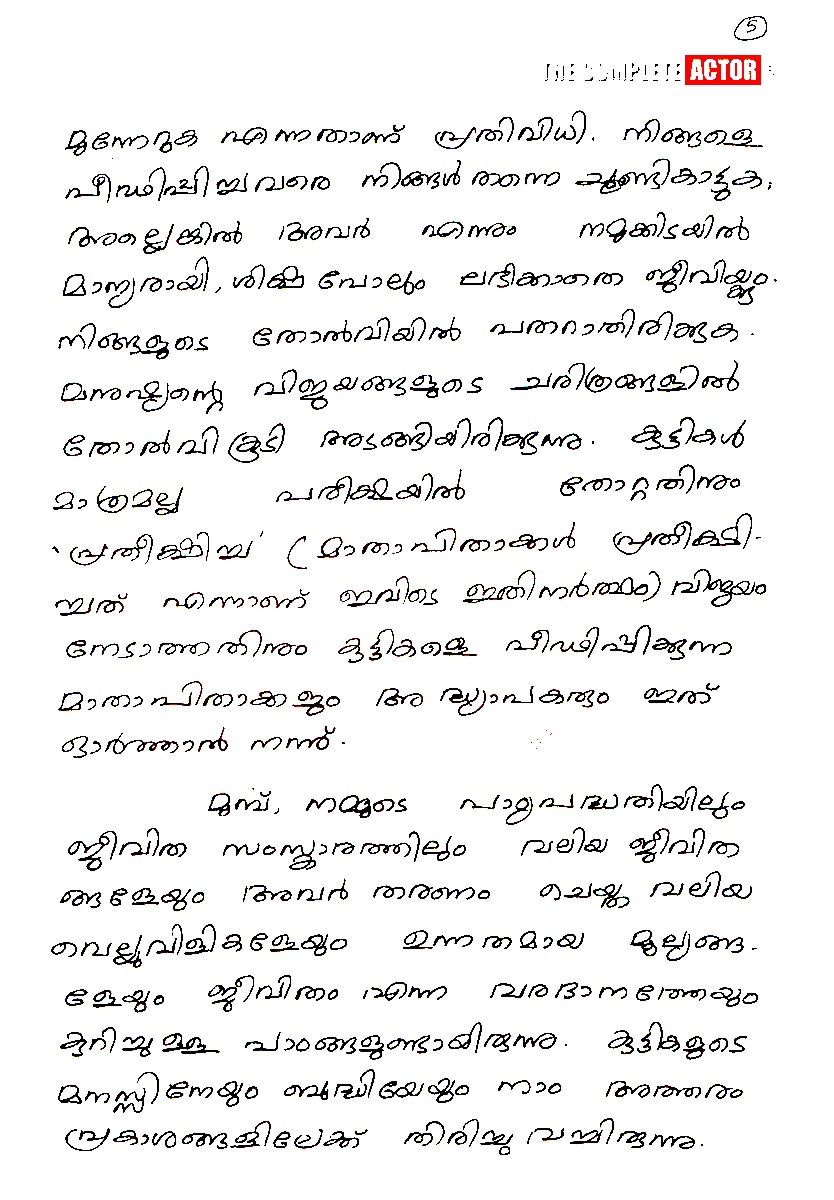 5
THE COMPLETE ACTOR
മുന്നേറുക എന്നതാണ് പ്രതിവിധി. നിങ്ങളെ
പീഢിപ്പിച്ചവരെ നിങ്ങൾ തന്നെ ചൂണ്ടികാട്ടുക,
അല്ലെങ്കിൽ അവർ എന്നും നമുക്കിടയിൽ
മാന്യരായി, ശിക്ഷ പോലും ലഭിക്കാതെ ജീവിയ്ക്കും.
നിങ്ങളുടെ തോൽവിയിൽ പതറാതിരിക്കുക.
മനുഷ്യന്റെ വിജയങ്ങളുടെ ചരിത്രങ്ങളിൽ
തോൽവികൂടി അടങ്ങിയിരിക്കുന്നു. കുട്ടികൾ
മാത്രമല്ല പരീക്ഷയിൽ തോറ്റതിനും
'പ്രതീക്ഷിച്ച' (മാതാപിതാക്കൾ പ്രതീക്ഷി-
ച്ചത് എന്നാണ് ഇവിടെ ഇതിനർത്ഥം) വിജയം
നേടാത്തതിനും കുട്ടികളെ പീഢിപ്പിക്കുന്ന
മാതാപിതാക്കളും അദ്ധ്യാപകരും ഇത്
ഓർത്താൽ നന്ന്.
മുമ്പ്, നമ്മുടെ പാഠ്യപദ്ധതിയിലും
ജീവിത സംസ്കാരത്തിലും വലിയ ജീവിത
ങ്ങളേയും അവർ തരണം ചെയ്ത വലിയ
വെല്ലുവിളികളേയും ഉന്നതമായ മൂല്യങ്ങ-
ളേയും ജീവിതം എന്ന വരദാനത്തേയും
കുറിച്ചുള്ള പാഠങ്ങളുണ്ടായിരുന്നു. കുട്ടികളുടെ
മനസ്സിനേയും ബുദ്ധിയേയും നാം അത്തരം
പ്രകാശങ്ങളിലേക്ക് തിരിച്ചു വച്ചിരുന്നു.